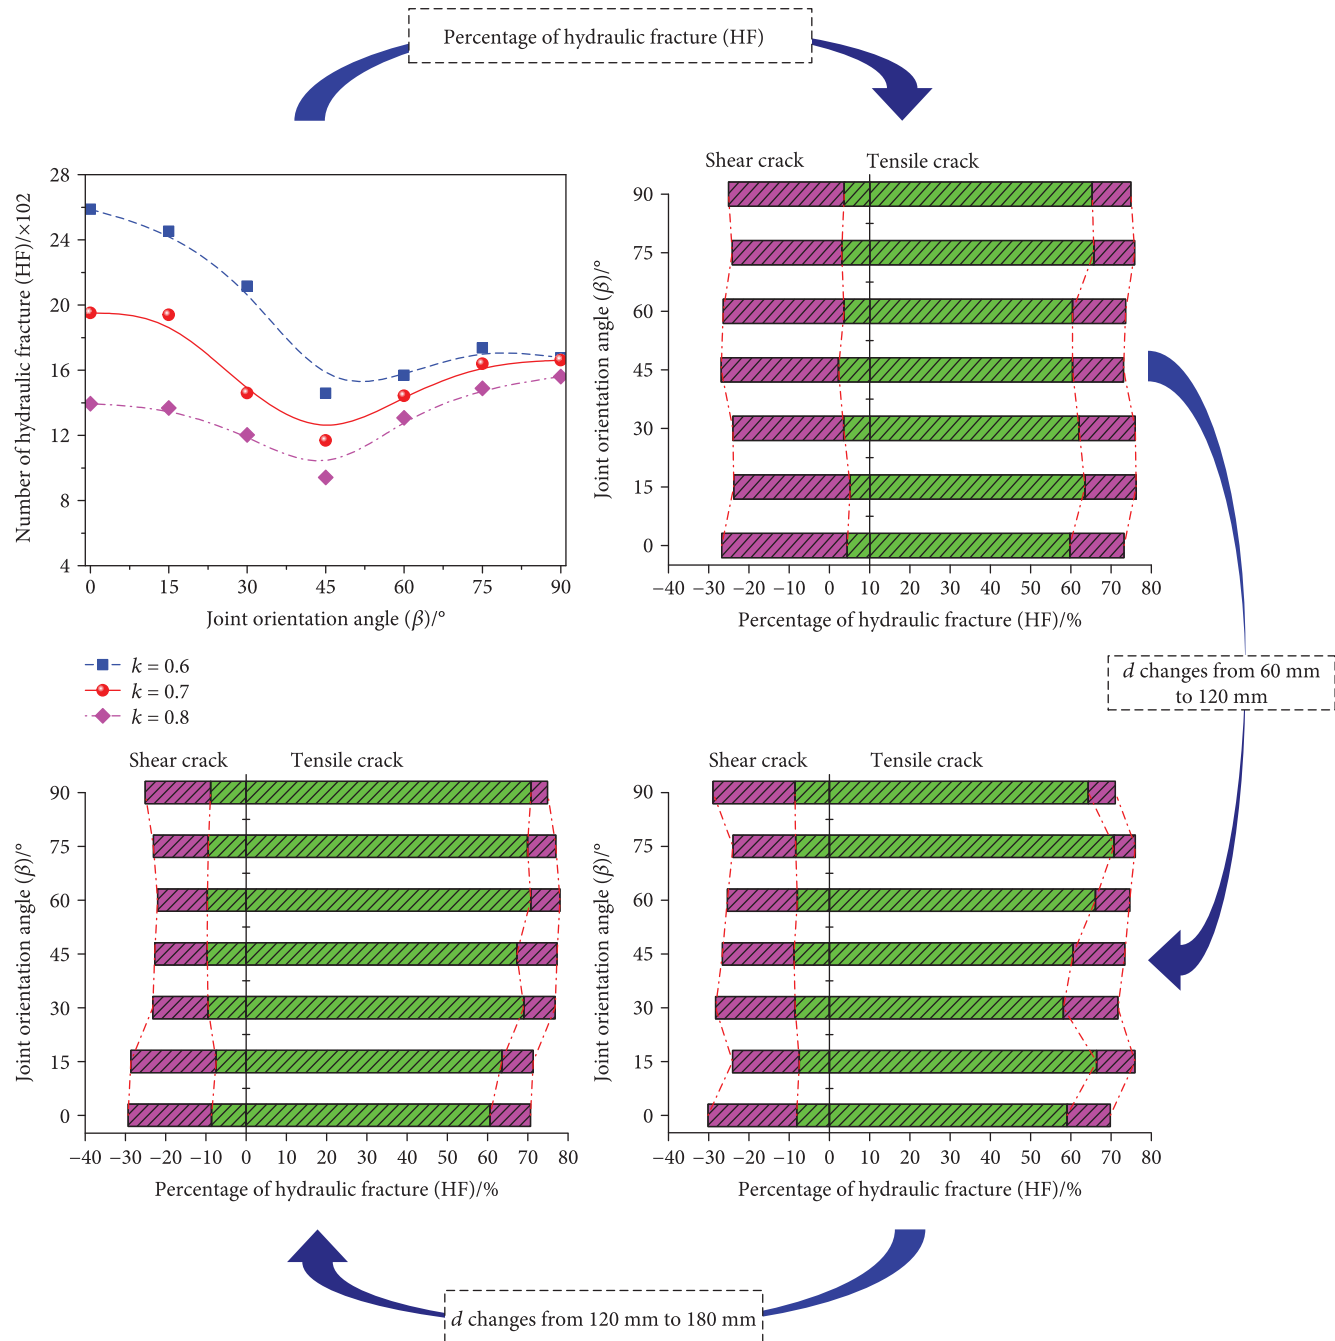 Percentage of hydraulic fracture (HF)
Number of hydraulic fracture (HF)/×102
28
24
20
16
12
8
4
0 15 30 45 60 75 90
Joint orientation angle (β)/°
k = 0.6
k = 0.7
k = 0.8
Shear crack Tensile crack
Joint orientation angle (β)/°
90
75
60
45
30
15
0
−40 −30 −20 −10 0 10 20 30 40 50 60 70 80
Percentage of hydraulic fracture (HF)/%
d changes from 60 mm
to 120 mm
Shear crack Tensile crack
Joint orientation angle (β)/°
90
75
60
45
30
15
0
−40 −30 −20 −10 0 10 20 30 40 50 60 70 80
Percentage of hydraulic fracture (HF)/%
Shear crack Tensile crack
Joint orientation angle (β)/°
90
75
60
45
30
15
0
−40 −30 −20 −10 0 10 20 30 40 50 60 70 80
Percentage of hydraulic fracture (HF)/%
d changes from 120 mm to 180 mm